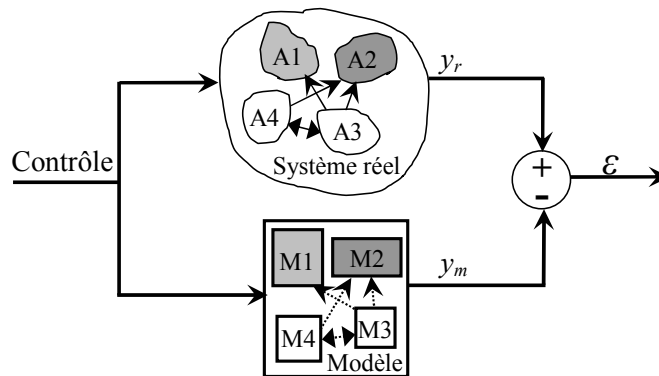 A1
A2
A4
A3
Système réel
y_r
Contrôle
+
-
ε
M1
M2
M4
M3
Modèle
y_m